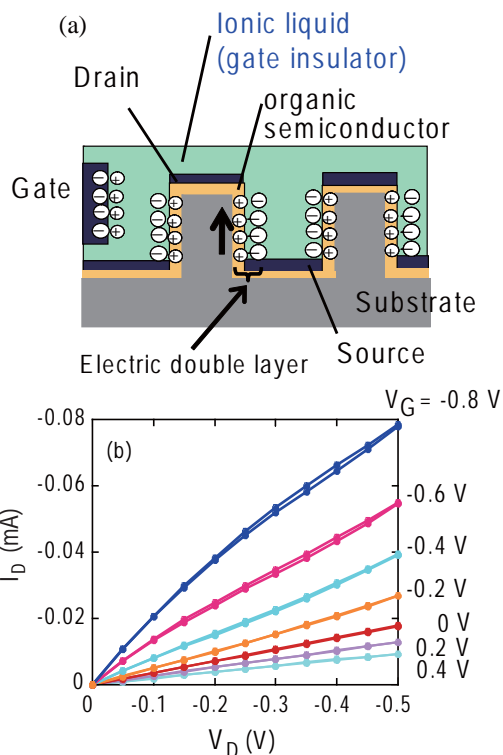 (a)
Ionic liquid
(gate insulator)
Drain
organic
semiconductor
Gate
Substrate
Electric double layer
Source
V_G = -0.8 V
-0.08
(b)
-0.6 V
-0.06
-0.4 V
-0.04
-0.2 V
-0.02
0 V
0.2 V
0.4 V
0
I_D (mA)
0 -0.1 -0.2 -0.3 -0.4 -0.5
V_D (V)